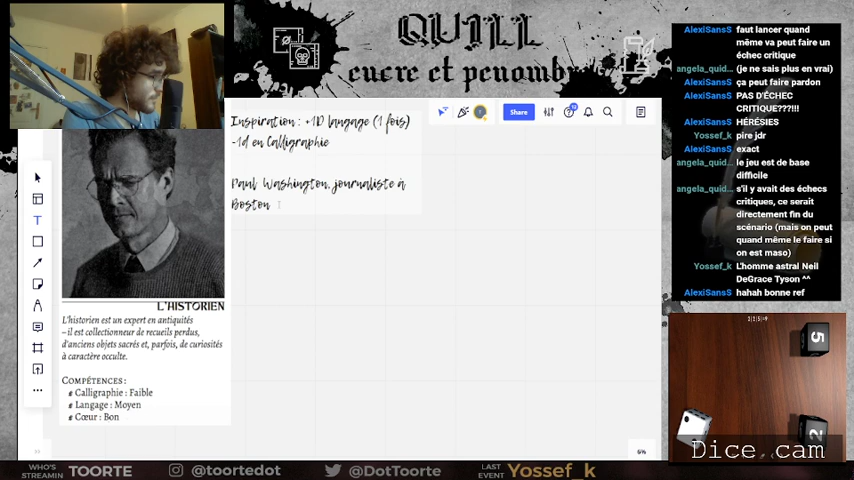 QUILL
encre et penombr
Inspiration : +1D langage (1 fois)
-1d en Calligraphie
Paul Washington, journaliste à
Boston
Share
6%
L'HISTORIEN
L'historien est un expert en antiquités
– il est collectionneur de recueils perdus,
d'anciens objets sacrés et, parfois, de curiosités
à caractère occulte.
COMPÉTENCES :
Calligraphie : Faible
Langage : Moyen
Cœur : Bon
AlexiSansS faut lancer quand
même va peut faire un
échec critique
angela_quid... (je ne sais plus en vrai)
AlexiSansS ça peut faire pardon
AlexiSansS PAS D'ÉCHEC
CRITIQUE???!!!
AlexiSansS HÉRÉSIES
Yossef_k pire jdr
AlexiSansS exact
angela_quid... le jeu est de base
difficile
angela_quid... s'il y avait des échecs
critiques, ce serait
directement fin du
scénario (mais on peut
quand même le faire si
on est maso)
Yossef_k L'homme astral Neil
DeGrace Tyson ^^
AlexiSansS hahah bonne ref
5
2
Dice cam
WHO'S
STREAMIN
TOORTE
@toortedot
@DotToorte
LAST
EVENT
Yossef_k